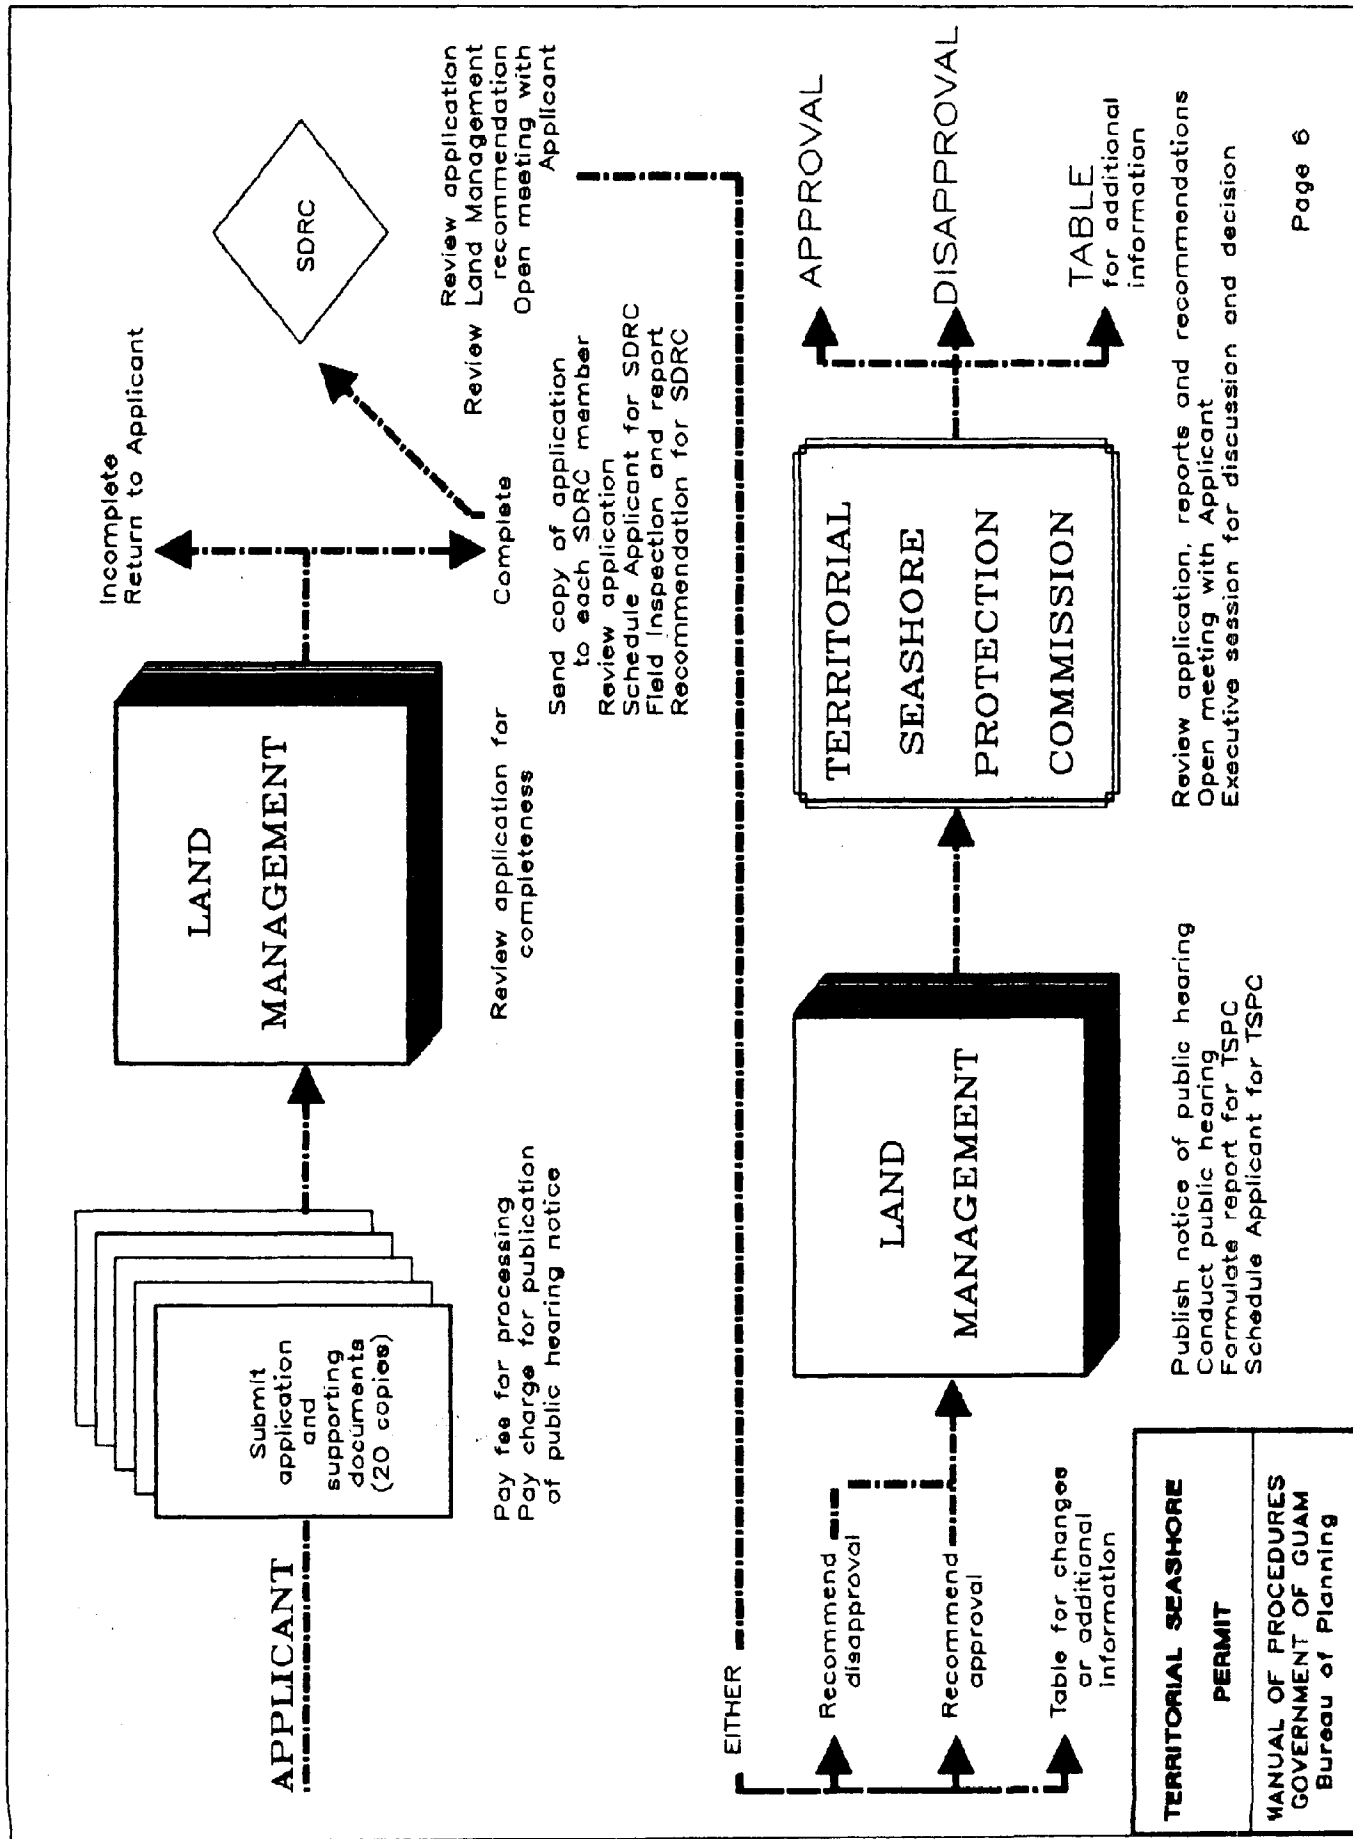 APPLICANT
Submit
application
and
supporting
documents
(20 copies)
Pay fee for processing
Pay charge for publication
of public hearing notice
LAND
MANAGEMENT
Review application for
completeness
Incomplete
Return to Applicant
Complete
Send copy of application
to each SDRC member
Review application
Schedule Applicant for SDRC
Field Inspection and report
Recommendation for SDRC
SDRC
Review application
Review Land Management
recommendation
Open meeting with
Applicant
EITHER
Recommend
disapproval
Recommend
approval
Table for changes
or additional
information
LAND
MANAGEMENT
Publish notice of public hearing
Conduct public hearing
Formulate report for TSPC
Schedule Applicant for TSPC
TERRITORIAL
SEASHORE
PROTECTION
COMMISSION
Review application, reports and recommendations
Open meeting with Applicant
Executive session for discussion and decision
APPROVAL
DISAPPROVAL
TABLE
for additional
information
TERRITORIAL SEASHORE
PERMIT
MANUAL OF PROCEDURES
GOVERNMENT OF GUAM
Bureau of Planning
Page 6